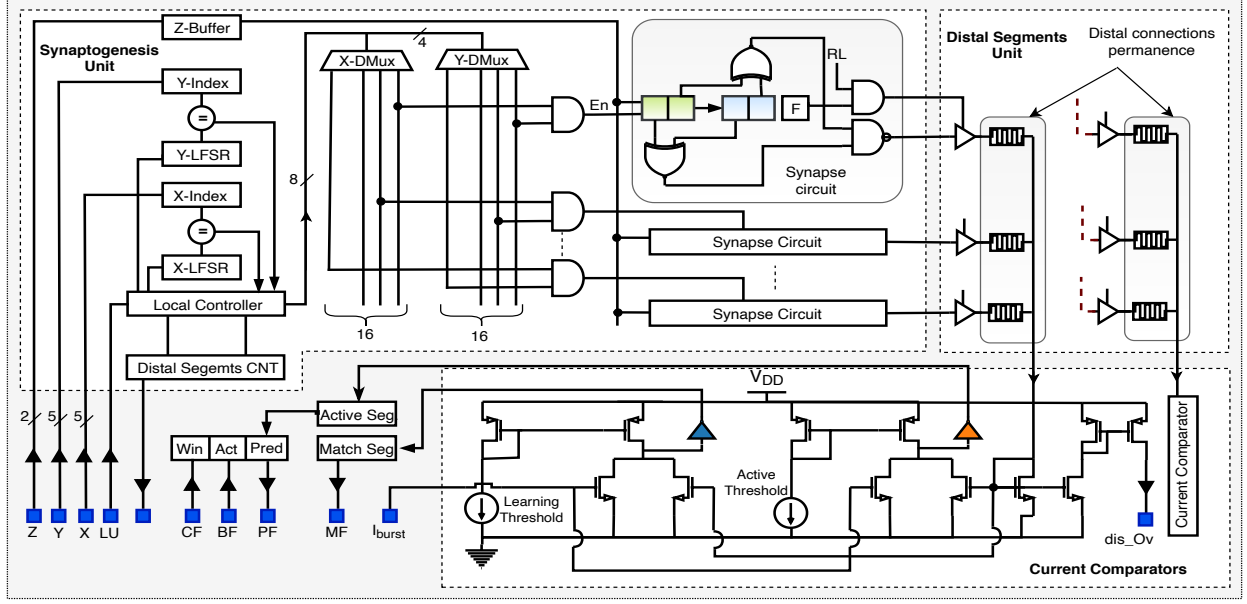 Z-Buffer
Synaptogenesis
Unit
4
X-DMux
Y-DMux
Y-Index
=
Y-LFSR
8
X-Index
=
X-LFSR
Local Controller
16
16
Distal Segemts CNT
En
F
RL
Synapse
circuit
Synapse Circuit
Synapse Circuit
Distal Segments
Unit
Distal connections
permanence
2
5
5
Active Seg.
Win
Act
Pred
Match Seg.
Z
Y
X
LU
CF
BF
PF
MF
Iburst
VDD
Learning
Threshold
Active
Threshold
dis_Ov
Current Comparator
Current Comparators